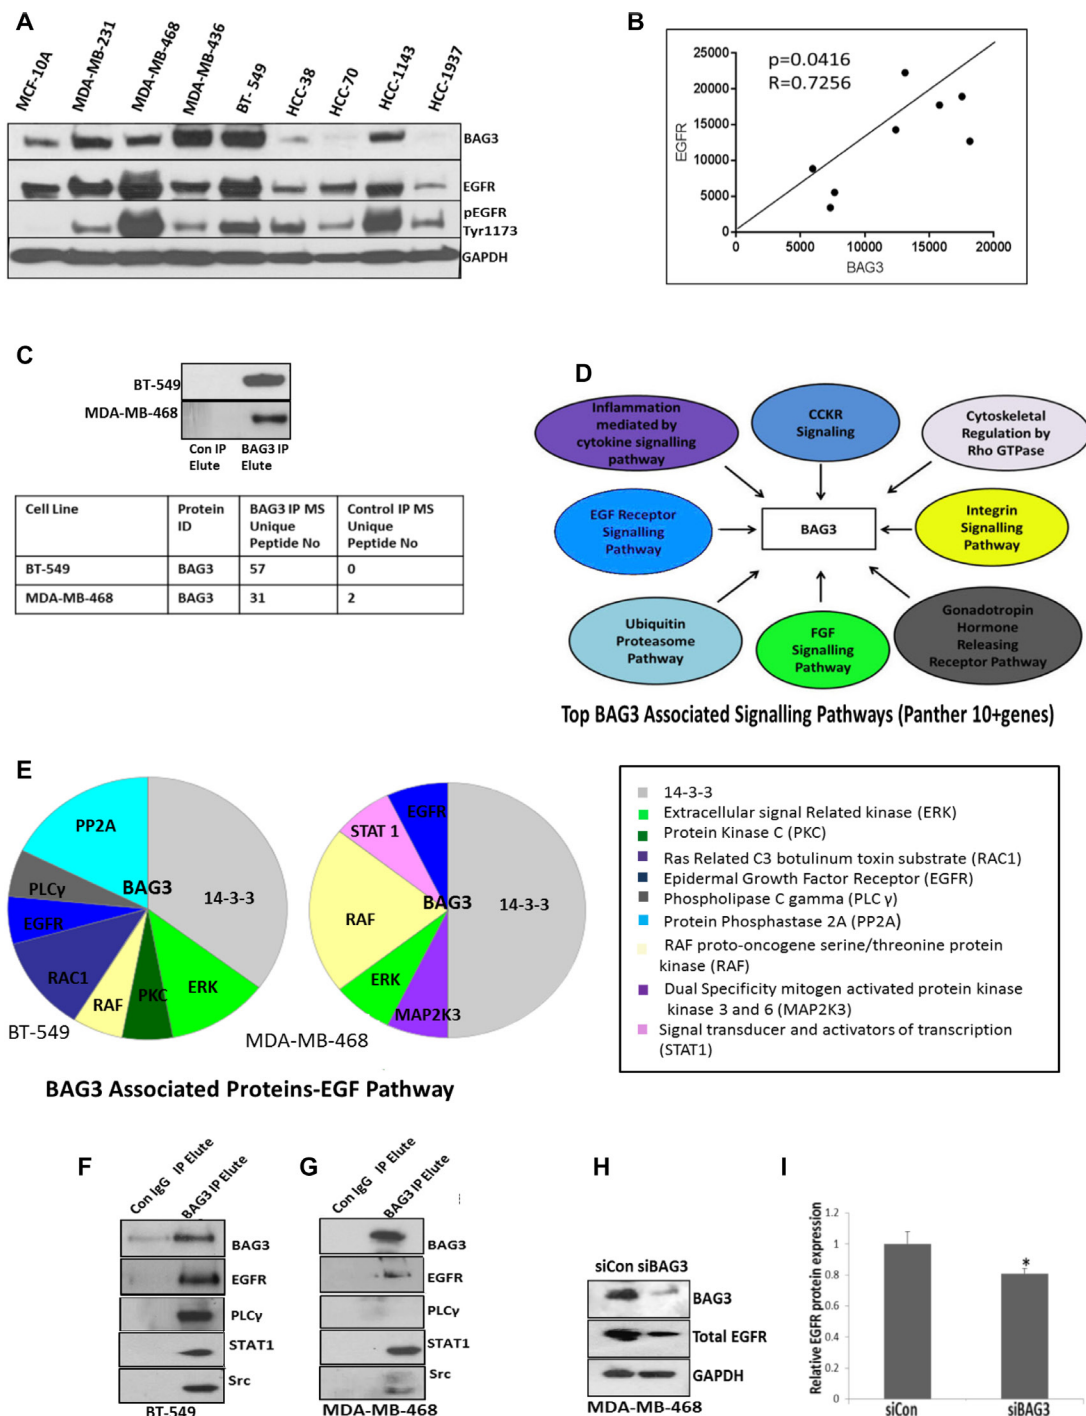 A
MCF-10A
MDA-MB-231
MDA-MB-468
MDA-MB-436
BT- 549
HCC-38
HCC-70
HCC-1143
HCC-1937
BAG3
EGFR
pEGFR
Tyr1173
GAPDH
B
p=0.0416
R=0.7256
25000
20000
15000
10000
5000
0
EGFR
0
5000
10000
15000
20000
BAG3
C
BT-549
MDA-MB-468
Con IP
Elute
BAG3 IP
Elute
Cell Line
Protein
ID
BAG3 IP MS
Unique
Peptide No
Control IP MS
Unique
Peptide No
BT-549
BAG3
57
0
MDA-MB-468
BAG3
31
2
D
Inflammation
mediated by
cytokine signalling
pathway
CCKR
Signaling
Cytoskeletal
Regulation by
Rho GTPase
EGF Receptor
Signalling
Pathway
BAG3
Integrin
Signalling
Pathway
Ubiquitin
Proteasome
Pathway
FGF
Signalling
Pathway
Gonadotropin
Hormone
Releasing
Receptor Pathway
Top BAG3 Associated Signalling Pathways (Panther 10+genes)
E
PP2A
PLCγ
BAG3
14-3-3
EGFR
RAC1
RAF
PKC
ERK
BT-549
EGFR
STAT 1
RAF
BAG3
14-3-3
ERK
MAP2K3
MDA-MB-468
14-3-3
Extracellular signal Related kinase (ERK)
Protein Kinase C (PKC)
Ras Related C3 botulinum toxin substrate (RAC1)
Epidermal Growth Factor Receptor (EGFR)
Phospholipase C gamma (PLC γ)
Protein Phosphastase 2A (PP2A)
RAF proto-oncogene serine/threonine protein
kinase (RAF)
Dual Specificity mitogen activated protein kinase
kinase 3 and 6 (MAP2K3)
Signal transducer and activators of transcription
(STAT1)
BAG3 Associated Proteins-EGF Pathway
F
Con IgG IP Elute
BAG3 IP Elute
BAG3
EGFR
PLCγ
STAT1
Src
BT-549
G
Con IgG IP Elute
BAG3 IP Elute
BAG3
EGFR
PLCγ
STAT1
Src
MDA-MB-468
H
siCon siBAG3
BAG3
Total EGFR
GAPDH
MDA-MB-468
I
Relative EGFR protein expression
1.2
1
0.8
0.6
0.4
0.2
0
*
siCon
siBAG3